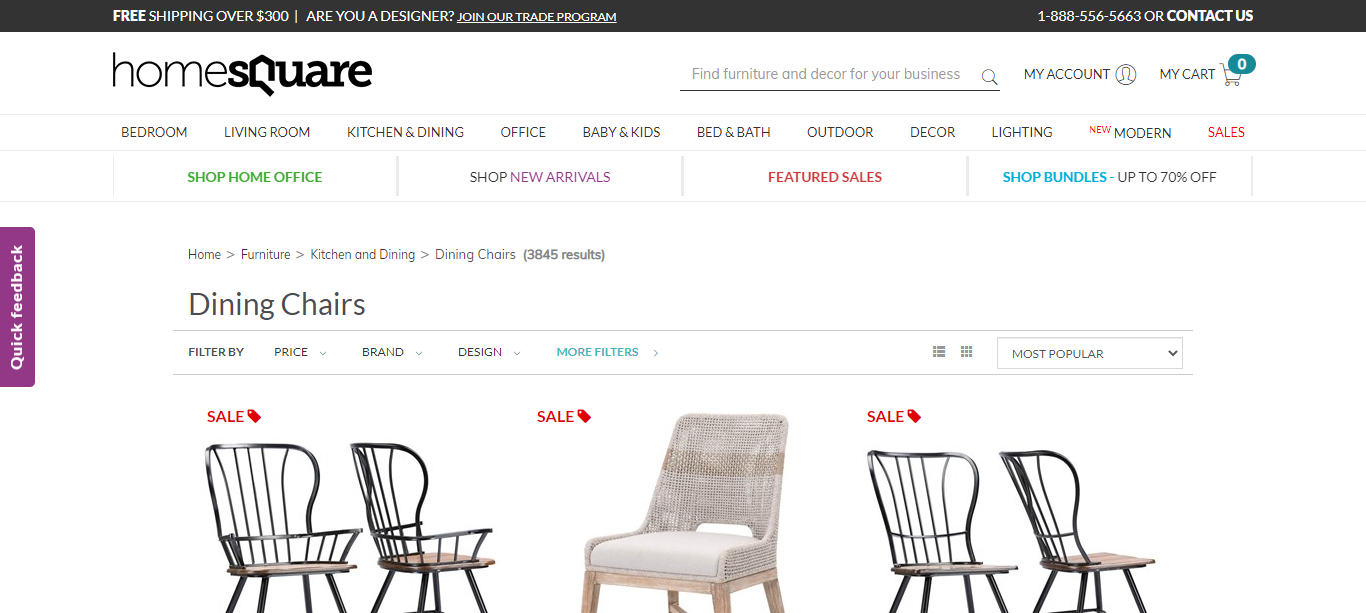 FREE SHIPPING OVER $300 | ARE YOU A DESIGNER? JOIN OUR TRADE PROGRAM
1-888-556-5663 OR CONTACT US
homesquare
Find furniture and decor for your business
MY ACCOUNT
MY CART
0
BEDROOM LIVING ROOM KITCHEN & DINING OFFICE BABY & KIDS BED & BATH OUTDOOR DECOR LIGHTING NEW MODERN SALES
SHOP HOME OFFICE
SHOP NEW ARRIVALS
FEATURED SALES
SHOP BUNDLES - UP TO 70% OFF
Quick feedback
Home > Furniture > Kitchen and Dining > Dining Chairs (3845 results)
Dining Chairs
FILTER BY PRICE BRAND DESIGN MORE FILTERS >
MOST POPULAR
SALE
SALE
SALE